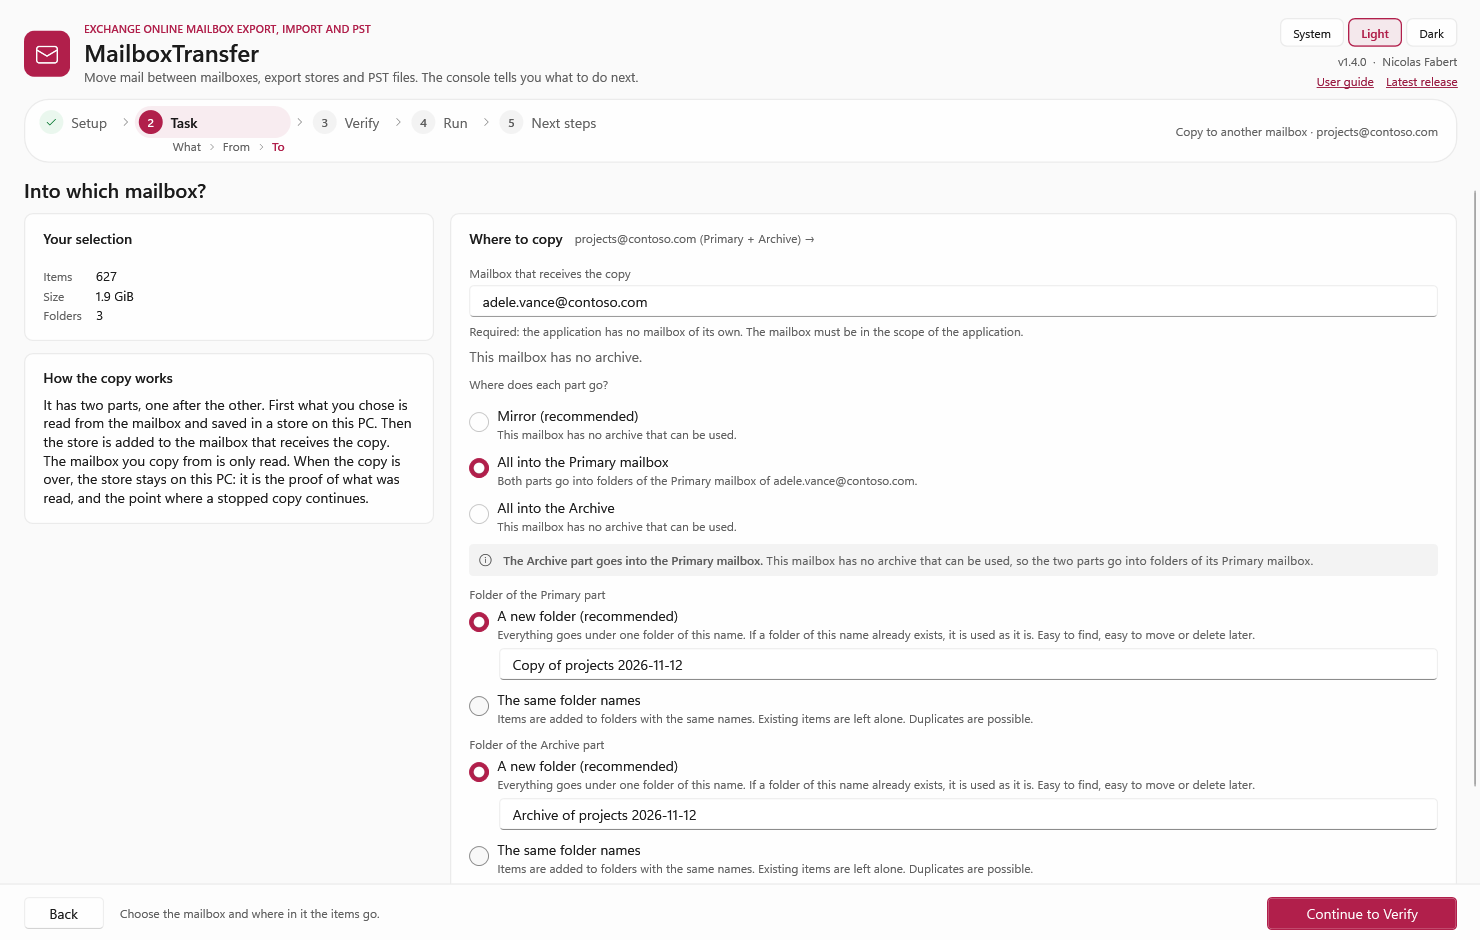 EXCHANGE ONLINE MAILBOX EXPORT, IMPORT AND PST
MailboxTransfer
Move mail between mailboxes, export stores and PST files. The console tells you what to do next.
System
Light
Dark
v1.4.0 · Nicolas Fabert
User guide
Latest release
Setup
2 Task
3 Verify
4 Run
5 Next steps
What
From
To
Copy to another mailbox · projects@contoso.com
Into which mailbox?
Your selection
Items 627
Size 1.9 GiB
Folders 3
How the copy works
It has two parts, one after the other. First what you chose is
read from the mailbox and saved in a store on this PC. Then
the store is added to the mailbox that receives the copy.
The mailbox you copy from is only read. When the copy is
over, the store stays on this PC: it is the proof of what was
read, and the point where a stopped copy continues.
Where to copy projects@contoso.com (Primary + Archive) →
Mailbox that receives the copy
adele.vance@contoso.com
Required: the application has no mailbox of its own. The mailbox must be in the scope of the application.
This mailbox has no archive.
Where does each part go?
Mirror (recommended)
This mailbox has no archive that can be used.
All into the Primary mailbox
Both parts go into folders of the Primary mailbox of adele.vance@contoso.com.
All into the Archive
This mailbox has no archive that can be used.
The Archive part goes into the Primary mailbox. This mailbox has no archive that can be used, so the two parts go into folders of its Primary mailbox.
Folder of the Primary part
A new folder (recommended)
Everything goes under one folder of this name. If a folder of this name already exists, it is used as it is. Easy to find, easy to move or delete later.
Copy of projects 2026-11-12
The same folder names
Items are added to folders with the same names. Existing items are left alone. Duplicates are possible.
Folder of the Archive part
A new folder (recommended)
Everything goes under one folder of this name. If a folder of this name already exists, it is used as it is. Easy to find, easy to move or delete later.
Archive of projects 2026-11-12
The same folder names
Items are added to folders with the same names. Existing items are left alone. Duplicates are possible.
Back
Choose the mailbox and where in it the items go.
Continue to Verify